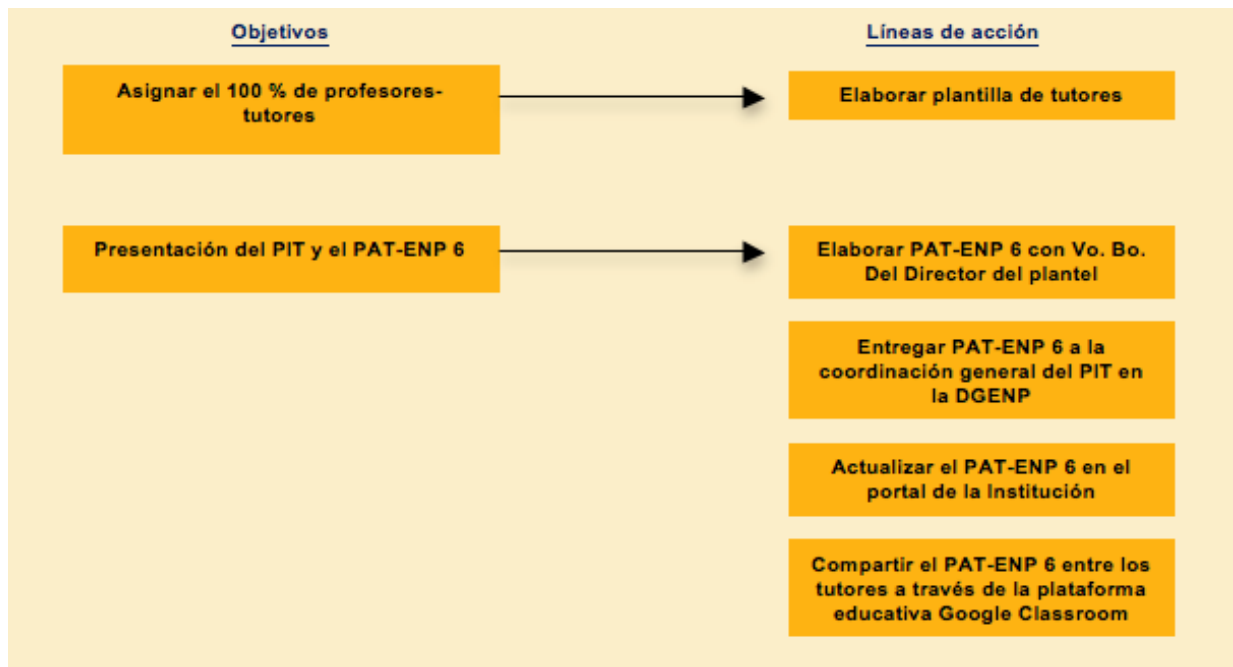 Objetivos
Líneas de acción
Asignar el 100 % de profesores-
tutores
Elaborar plantilla de tutores
Presentación del PIT y el PAT-ENP 6
Elaborar PAT-ENP 6 con Vo. Bo.
Del Director del plantel
Entregar PAT-ENP 6 a la
coordinación general del PIT en
la DGENP
Actualizar el PAT-ENP 6 en el
portal de la Institución
Compartir el PAT-ENP 6 entre los
tutores a través de la plataforma
educativa Google Classroom